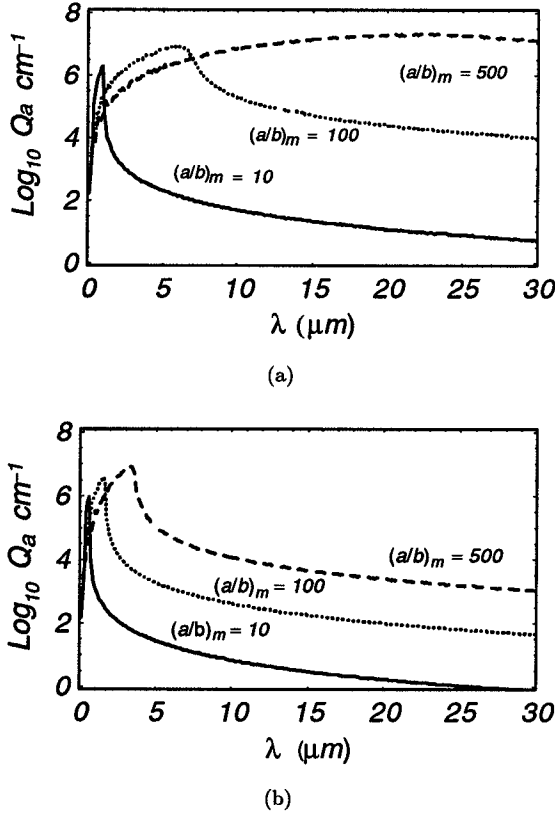 8
6
4
2
0
Log₁₀ Qₐ cm⁻¹
(a/b)ₘ = 500
(a/b)ₘ = 100
(a/b)ₘ = 10
0 5 10 15 20 25 30
λ (μm)
(a)
8
6
4
2
0
Log₁₀ Qₐ cm⁻¹
(a/b)ₘ = 500
(a/b)ₘ = 100
(a/b)ₘ = 10
0 5 10 15 20 25 30
λ (μm)
(b)